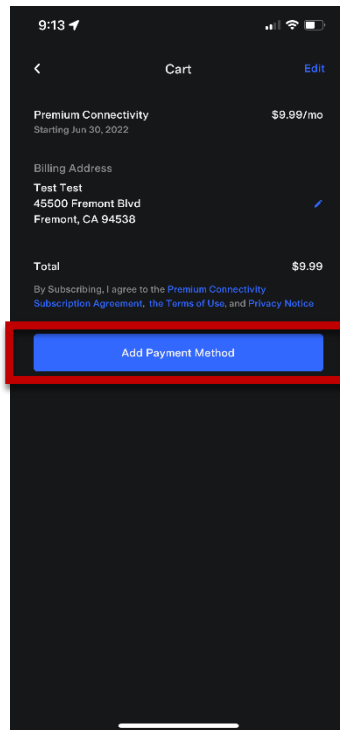 9:13
Cart Edit
Premium Connectivity $9.99/mo
Starting Jun 30, 2022
Billing Address
Test Test
45500 Fremont Blvd
Fremont, CA 94538
Total $9.99
By Subscribing, I agree to the Premium Connectivity
Subscription Agreement, the Terms of Use, and Privacy Notice
Add Payment Method